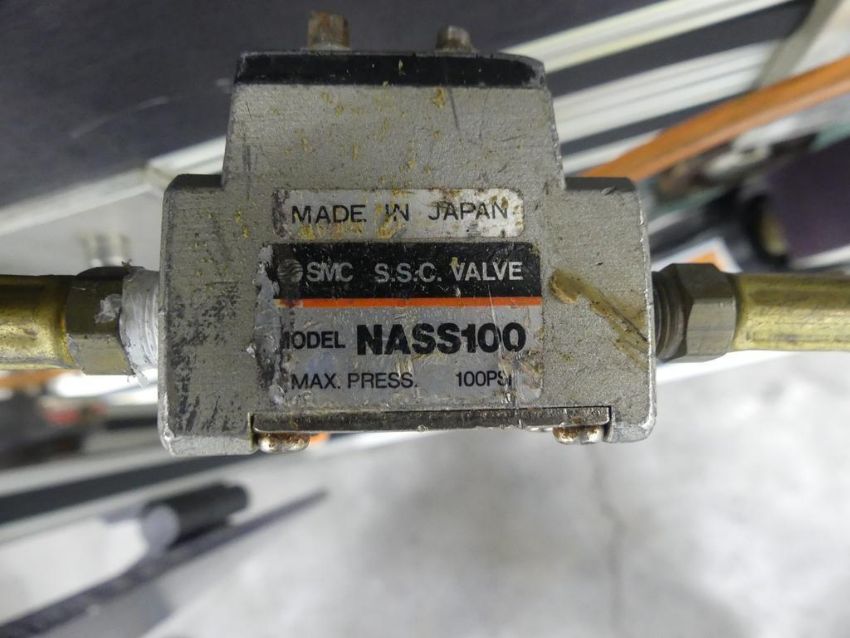 MADE IN JAPAN
SMC S.S.C. VALVE
MODEL NASS100
MAX. PRESS. 100PSI